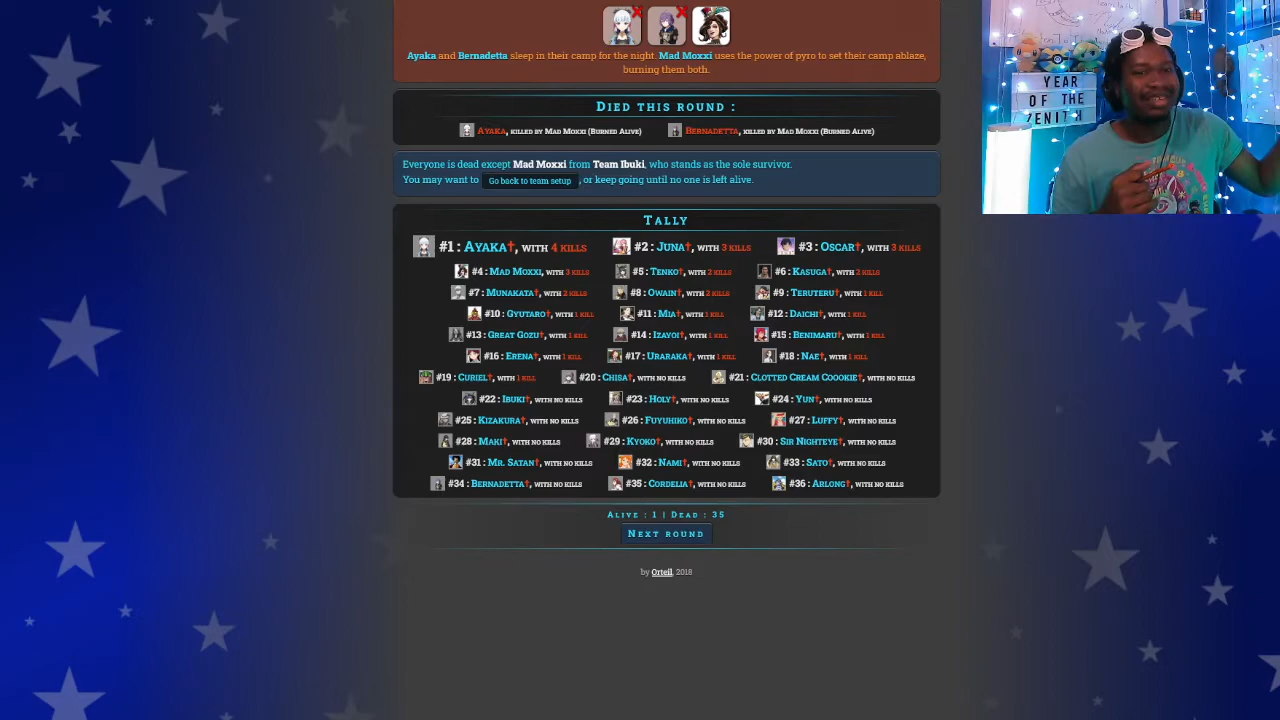 Ayaka and Bernadetta sleep in their camp for the night. Mad Moxxi uses the power of pyro to set their camp ablaze,
burning them both.
Died this round :
Ayaka, killed by Mad Moxxi (Burned Alive) Bernadetta, killed by Mad Moxxi (Burned Alive)
Everyone is dead except Mad Moxxi from Team Ibuki, who stands as the sole survivor.
You may want to Go back to team setup, or keep going until no one is left alive.
Tally
#1 : Ayaka†, with 4 kills #2 : Juna†, with 3 kills #3 : Oscar†, with 3 kills
#4 : Mad Moxxi, with 3 kills #5 : Tenko†, with 2 kills #6 : Kasuga†, with 2 kills
#7 : Munakata†, with 2 kills #8 : Owain†, with 2 kills #9 : Teruteru†, with 1 kill
#10 : Gyutaro†, with 1 kill #11 : Mia†, with 1 kill #12 : Daichi†, with 1 kill
#13 : Great Gozu†, with 1 kill #14 : Izayoi†, with 1 kill #15 : Benimaru†, with 1 kill
#16 : Erena†, with 1 kill #17 : Uraraka†, with 1 kill #18 : Nae†, with 1 kill
#19 : Curiel†, with 1 kill #20 : Chisa†, with no kills #21 : Clotted Cream Coookie†, with no kills
#22 : Ibuki†, with no kills #23 : Holy†, with no kills #24 : Yun†, with no kills
#25 : Kizakura†, with no kills #26 : Fuyuhiko†, with no kills #27 : Luffy†, with no kills
#28 : Maki†, with no kills #29 : Kyoko†, with no kills #30 : Sir Nighteye†, with no kills
#31 : Mr. Satan†, with no kills #32 : Nami†, with no kills #33 : Sato†, with no kills
#34 : Bernadetta†, with no kills #35 : Cordelia†, with no kills #36 : Arlong†, with no kills
Alive : 1 | Dead : 35
Next round
by Orteil, 2018
YEAR
OF THE
ZENITH